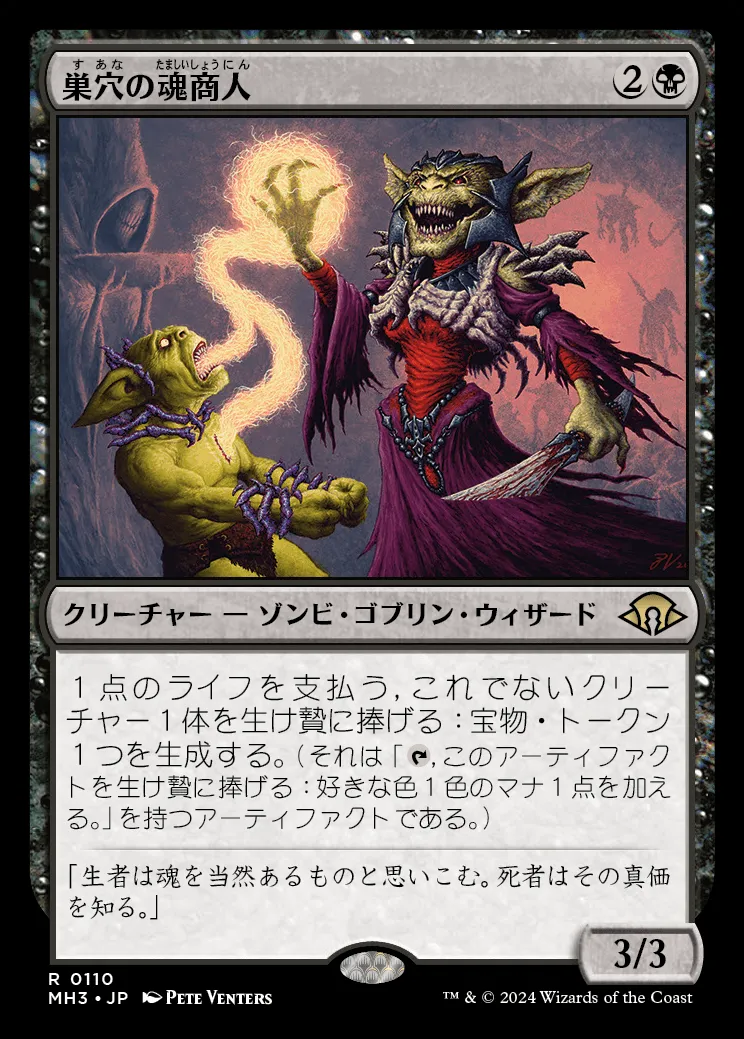 すあな たましいしょうにん
巣穴の魂商人 2
クリーチャー — ゾンビ・ゴブリン・ウィザード
1点のライフを支払う,これでないクリー
チャー1体を生け贄に捧げる:宝物・トークン
1つを生成する。(それは「,このアーティファク
トを生け贄に捧げる:好きな色1色のマナ1点を加え
る。」を持つアーティファクトである。)
「生者は魂を当然あるものと思いこむ。死者はその真価
を知る。」
3/3
R 0110
MH3・JP PETE VENTERS
™ & © 2024 Wizards of the Coast